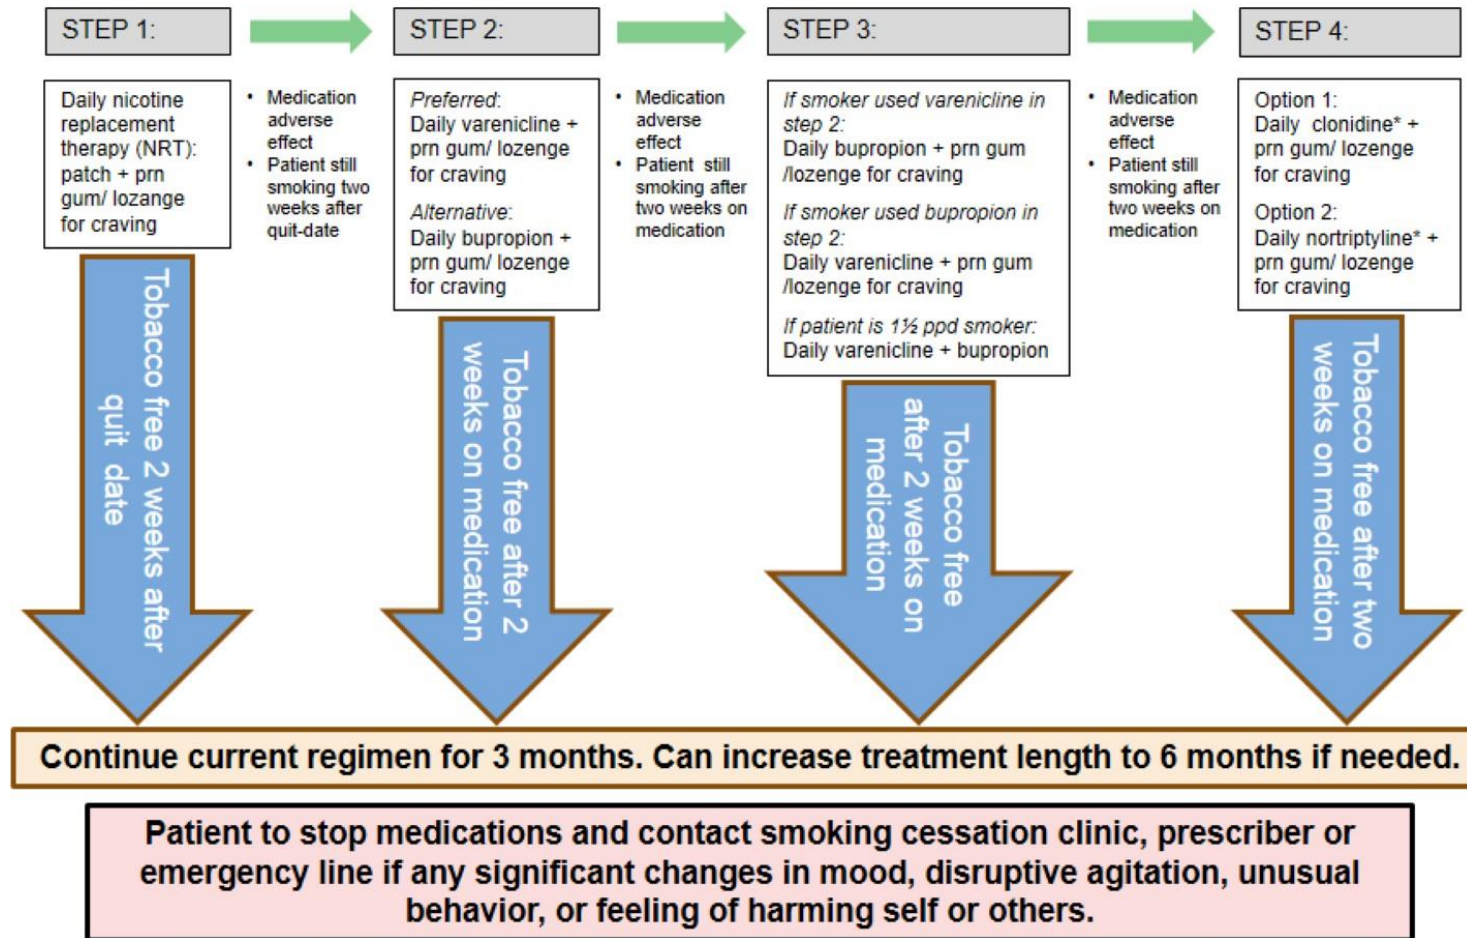 STEP 1:
STEP 2:
STEP 3:
STEP 4:
Daily nicotine
replacement
therapy (NRT):
patch + prn
gum/ lozange
for craving
• Medication
adverse
effect
• Patient still
smoking two
weeks after
quit-date
Preferred:
Daily varenicline +
prn gum/ lozenge
for craving
Alternative:
Daily bupropion +
prn gum/ lozenge
for craving
• Medication
adverse
effect
• Patient still
smoking after
two weeks on
medication
If smoker used varenicline in
step 2:
Daily bupropion + prn gum
/lozenge for craving
If smoker used bupropion in
step 2:
Daily varenicline + prn gum
/lozenge for craving
If patient is 1½ ppd smoker:
Daily varenicline + bupropion
• Medication
adverse
effect
• Patient still
smoking after
two weeks on
medication
Option 1:
Daily clonidine* +
prn gum/ lozenge
for craving
Option 2:
Daily nortriptyline* +
prn gum/ lozenge
for craving
Tobacco free 2 weeks after
quit date
Tobacco free after 2
weeks on medication
Tobacco free
after 2 weeks on
medication
Tobacco free after two
weeks on medication
Continue current regimen for 3 months. Can increase treatment length to 6 months if needed.
Patient to stop medications and contact smoking cessation clinic, prescriber or
emergency line if any significant changes in mood, disruptive agitation, unusual
behavior, or feeling of harming self or others.